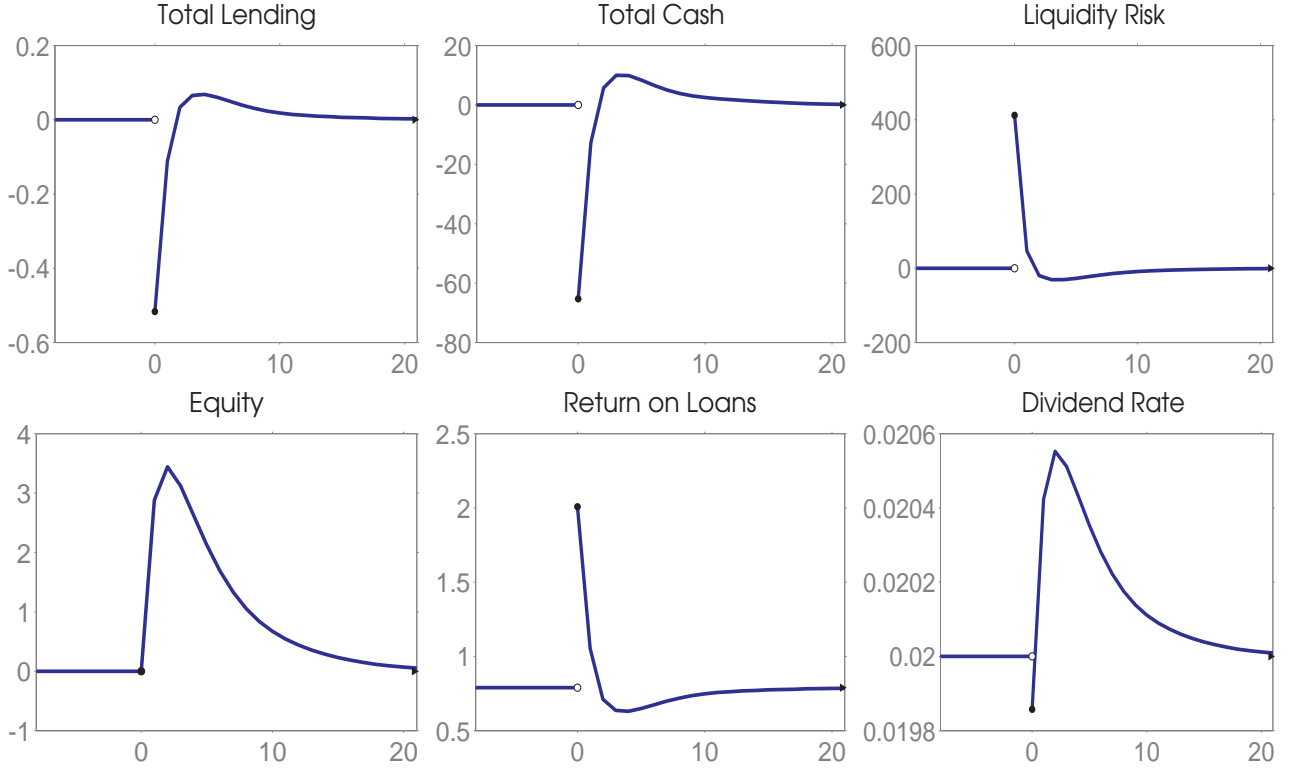 Total Lending
0.2
0
-0.2
-0.4
-0.6
0 10 20
Total Cash
20
0
-20
-40
-60
-80
0 10 20
Liquidity Risk
600
400
200
0
-200
0 10 20
Equity
4
3
2
1
0
-1
0 10 20
Return on Loans
2.5
2
1.5
1
0.5
0 10 20
Dividend Rate
0.0206
0.0204
0.0202
0.02
0.0198
0 10 20